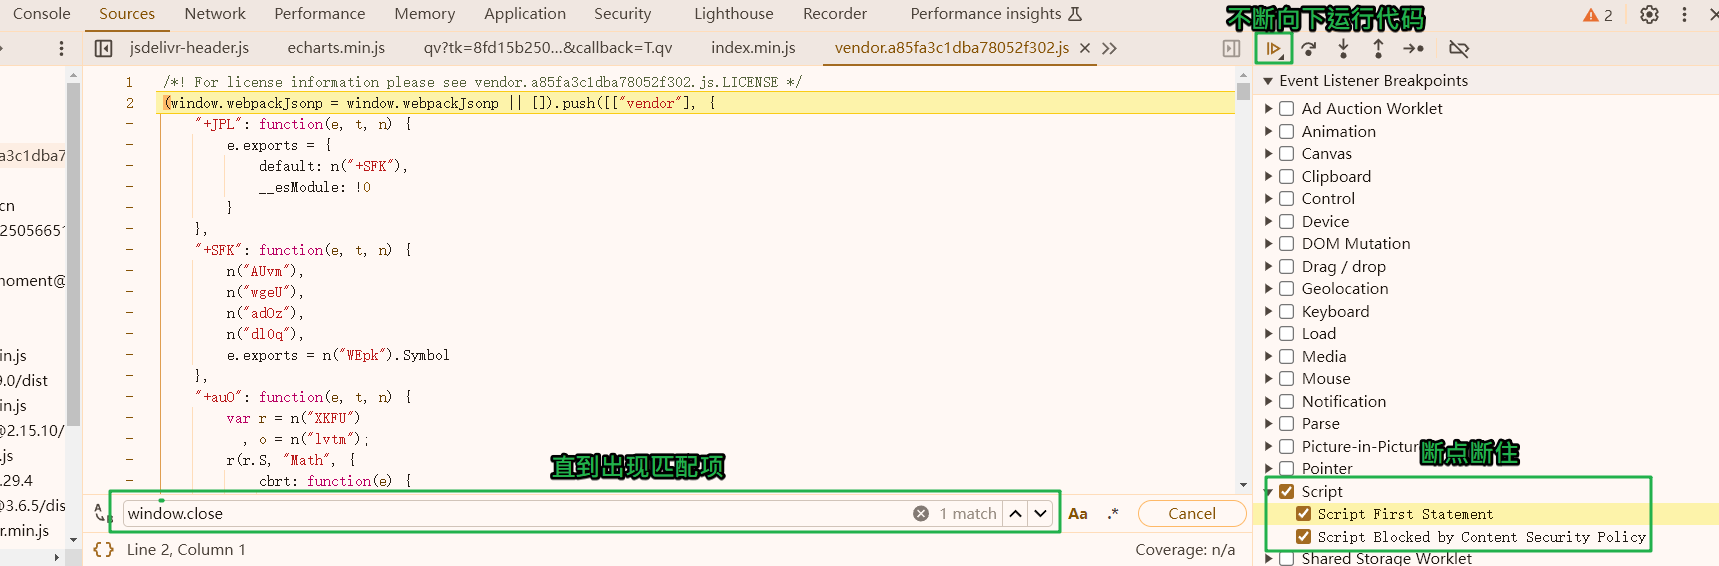 Console Sources Network Performance Memory Application Security Lighthouse Recorder Performance insights 2
不断向下运行代码
jsdelivr-header.js echarts.min.js qv?tk=8fd15b250...&callback=T.qv index.min.js vendor.a85fa3c1dba78052f302.js
1 /*! For license information please see vendor.a85fa3c1dba78052f302.js.LICENSE */
2 (window.webpackJsonp = window.webpackJsonp || []).push([["vendor"], {
- "+JPL": function(e, t, n) {
- e.exports = {
- default: n("+SFK"),
- __esModule: !0
- }
- },
- "+SFK": function(e, t, n) {
- n("AUvm"),
- n("wgeU"),
- n("adOz"),
- n("dl0q"),
- e.exports = n("WEpk").Symbol
- },
- "+auO": function(e, t, n) {
- var r = n("XKFU")
- , o = n("lvtm");
- r(r.S, "Math", {
- cbrt: function(e) {
直到出现匹配项
window.close 1 match Aa .* Cancel
{} Line 2, Column 1 Coverage: n/a
a3c1dba7
cn
25056651
moment@
in.js
9.0/dist
in.js
@2.15.10/
.js
.29.4
@3.6.5/dis
r.min.js
Event Listener Breakpoints
Ad Auction Worklet
Animation
Canvas
Clipboard
Control
Device
DOM Mutation
Drag / drop
Geolocation
Keyboard
Load
Media
Mouse
Notification
Parse
Picture-in-Pictu
断点断住
Pointer
Script
Script First Statement
Script Blocked by Content Security Policy
Shared Storage Worklet